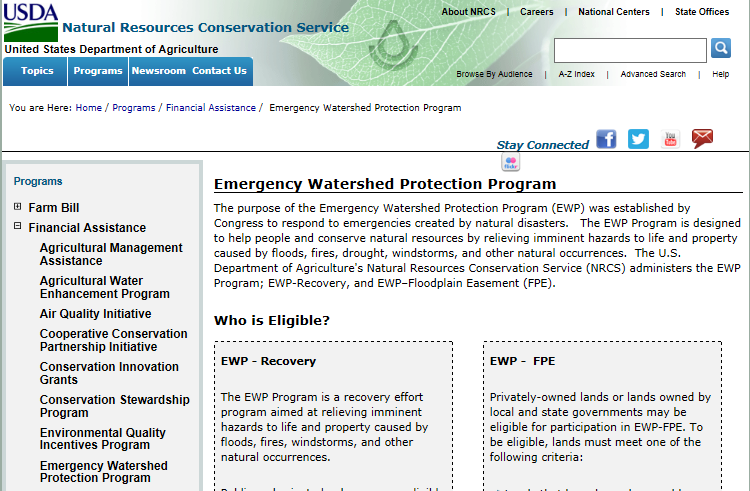 USDA
Natural Resources Conservation Service
United States Department of Agriculture
About NRCS | Careers | National Centers | State Offices
Topics Programs Newsroom Contact Us
Browse By Audience | A-Z Index | Advanced Search | Help
You are Here: Home / Programs / Financial Assistance / Emergency Watershed Protection Program
Stay Connected
You Tube
flickr
Programs
Farm Bill
Financial Assistance
Agricultural Management
Assistance
Agricultural Water
Enhancement Program
Air Quality Initiative
Cooperative Conservation
Partnership Initiative
Conservation Innovation
Grants
Conservation Stewardship
Program
Environmental Quality
Incentives Program
Emergency Watershed
Protection Program
Emergency Watershed Protection Program
The purpose of the Emergency Watershed Protection Program (EWP) was established by
Congress to respond to emergencies created by natural disasters. The EWP Program is designed
to help people and conserve natural resources by relieving imminent hazards to life and property
caused by floods, fires, drought, windstorms, and other natural occurrences. The U.S.
Department of Agriculture's Natural Resources Conservation Service (NRCS) administers the EWP
Program; EWP-Recovery, and EWP–Floodplain Easement (FPE).
Who is Eligible?
EWP - Recovery
The EWP Program is a recovery effort
program aimed at relieving imminent
hazards to life and property caused by
floods, fires, windstorms, and other
natural occurrences.
EWP - FPE
Privately-owned lands or lands owned by
local and state governments may be
eligible for participation in EWP-FPE. To
be eligible, lands must meet one of the
following criteria: